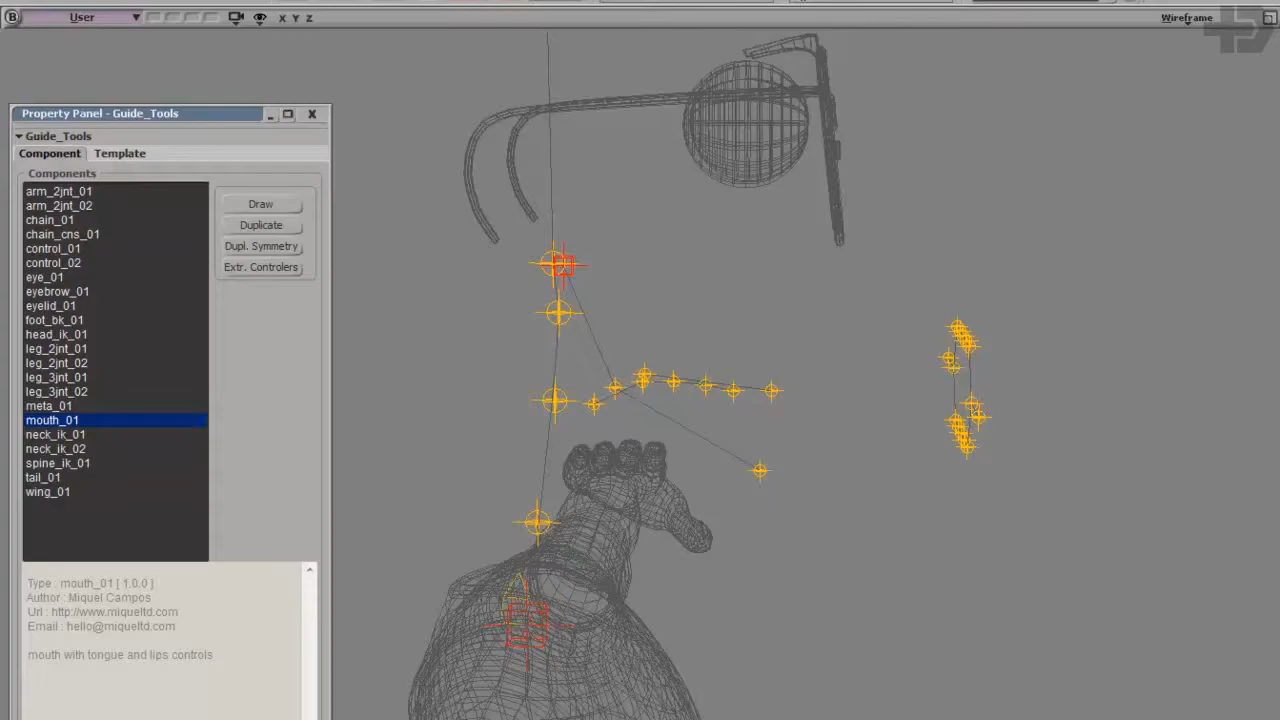 B User X Y Z Wireframe
Property Panel - Guide_Tools
Guide_Tools
Component Template
Components
arm_2jnt_01
arm_2jnt_02
chain_01
chain_cns_01
control_01
control_02
eye_01
eyebrow_01
eyelid_01
foot_bk_01
head_ik_01
leg_2jnt_01
leg_2jnt_02
leg_3jnt_01
leg_3jnt_02
meta_01
mouth_01
neck_ik_01
neck_ik_02
spine_ik_01
tail_01
wing_01
Draw
Duplicate
Dupl. Symmetry
Extr. Controlers
Type : mouth_01 [ 1.0.0 ]
Author : Miquel Campos
Url : http://www.miqueltd.com
Email : hello@miqueltd.com
mouth with tongue and lips controls